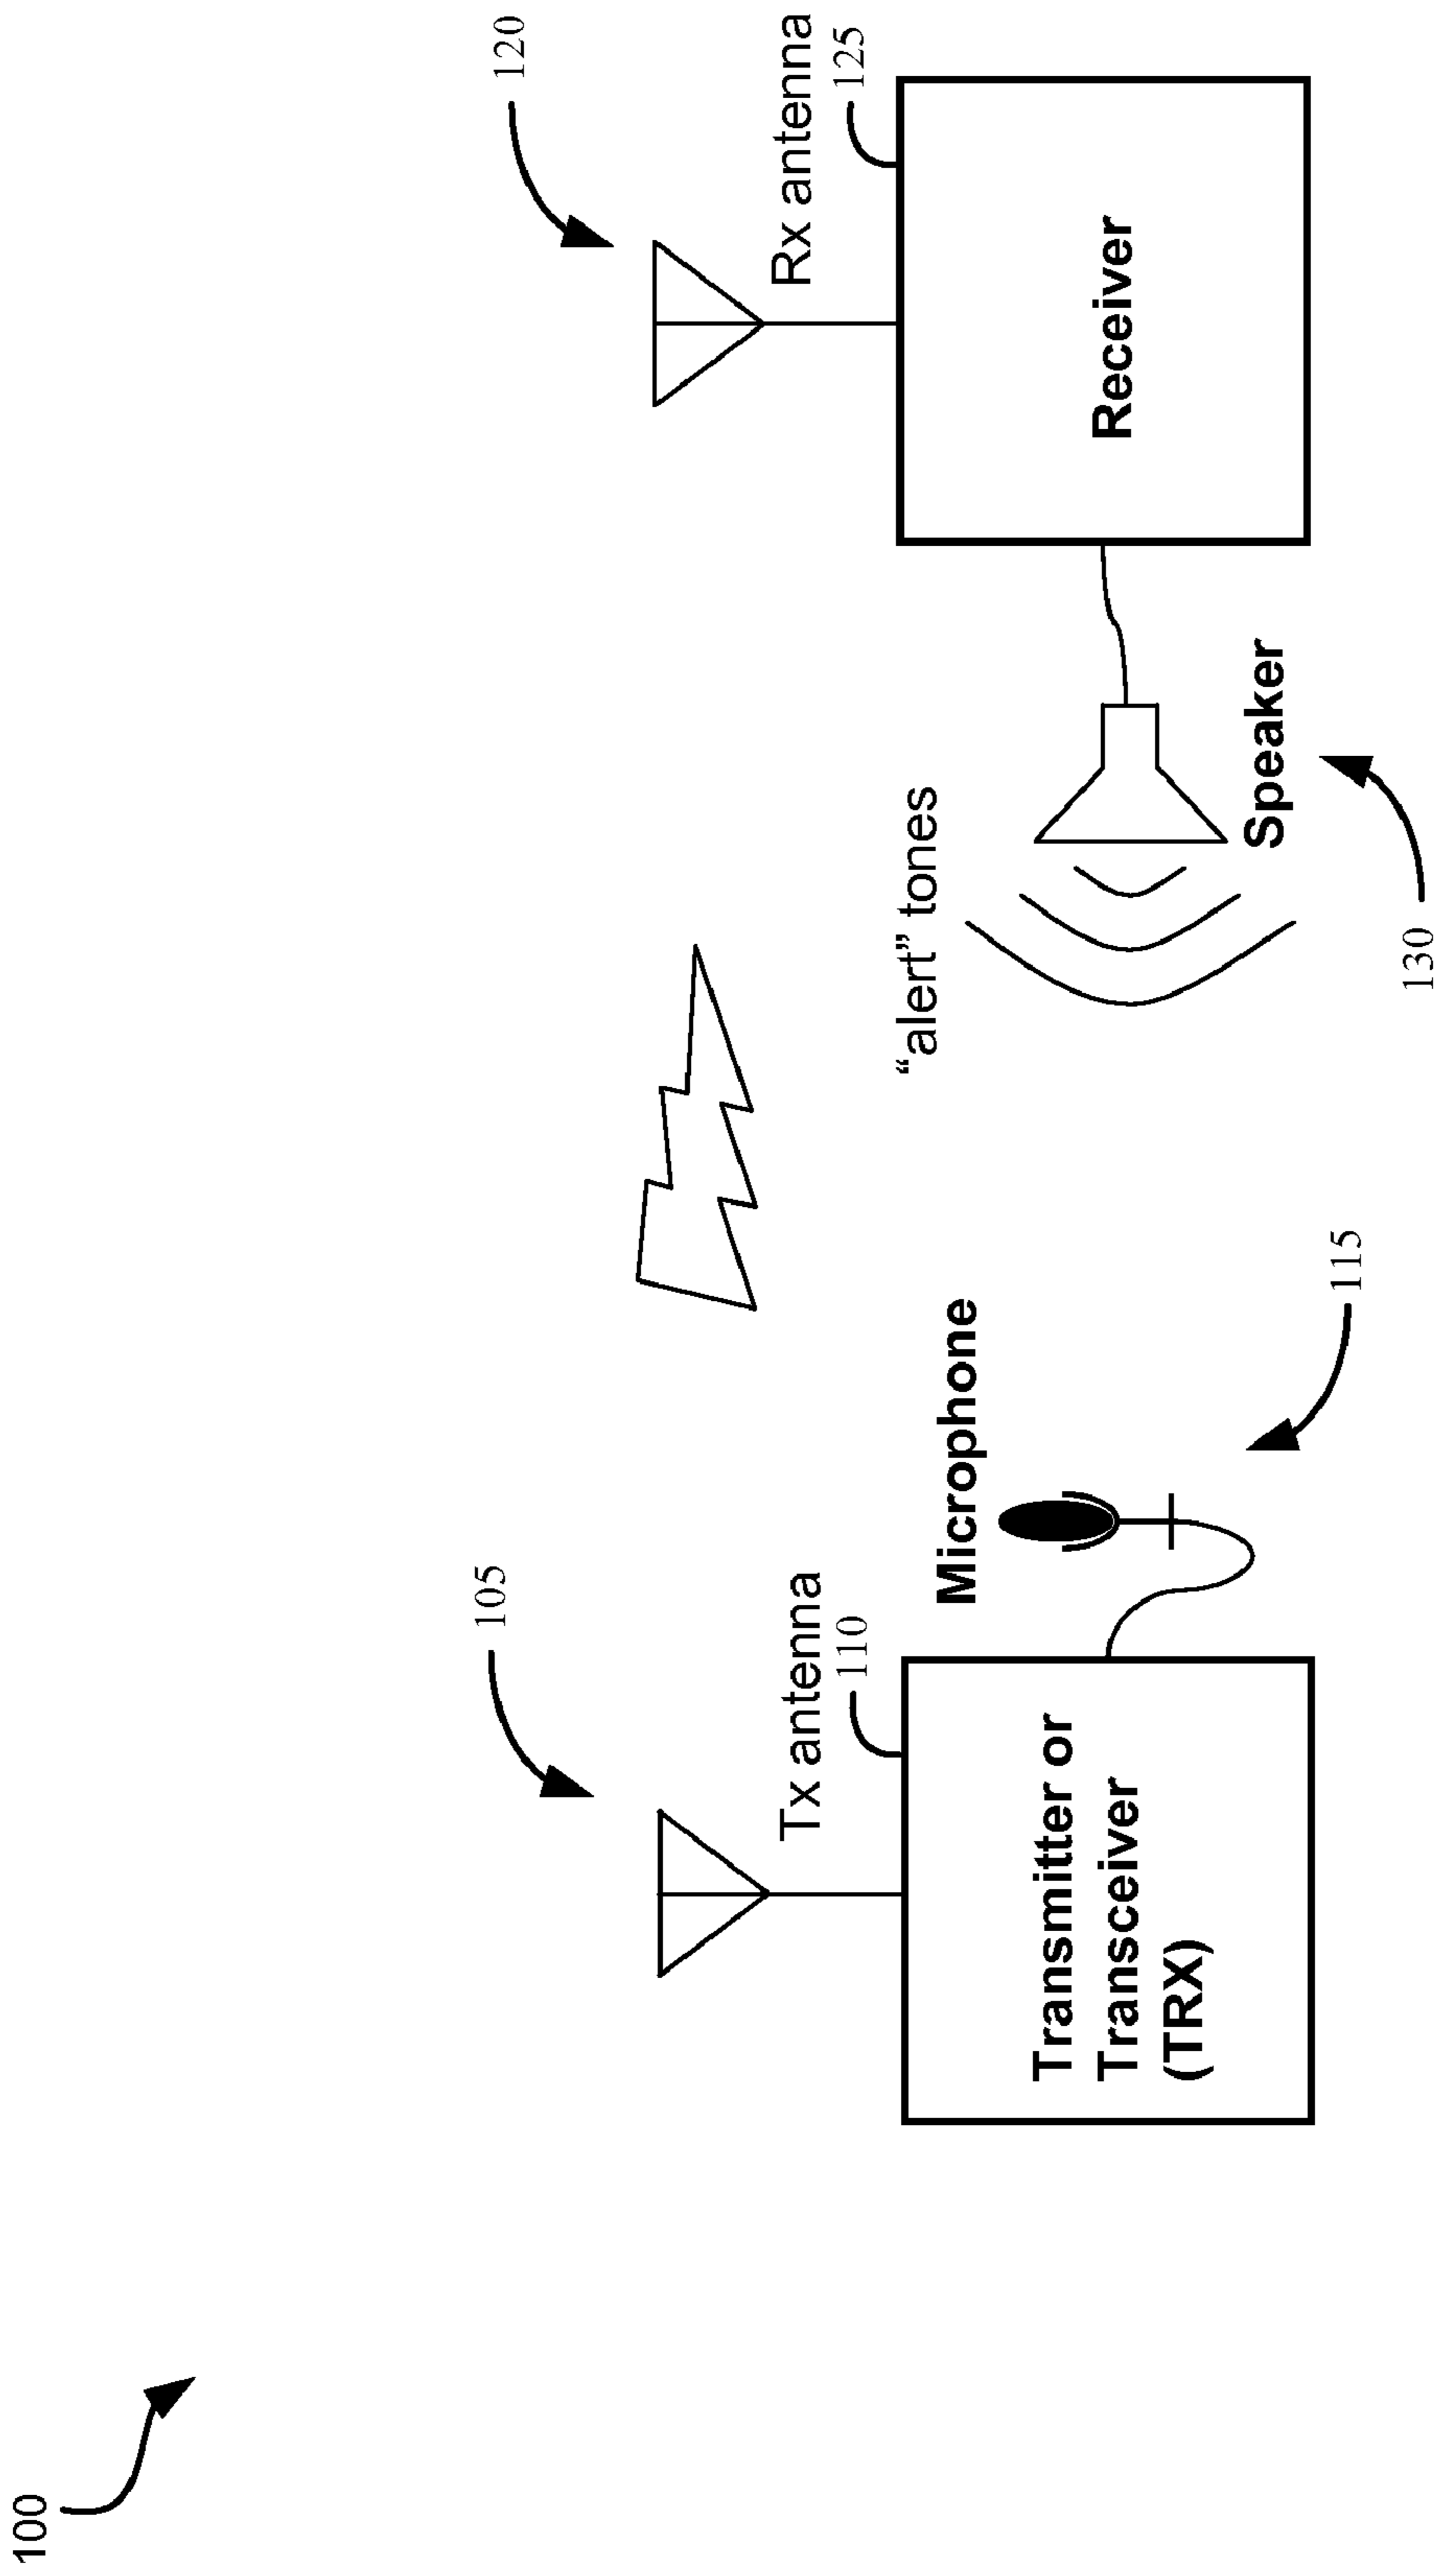 100
105
120
Tx antenna
110
Rx antenna
125
Microphone
"alert" tones
Transmitter or
Transceiver
(TRX)
Receiver
Speaker
115
130